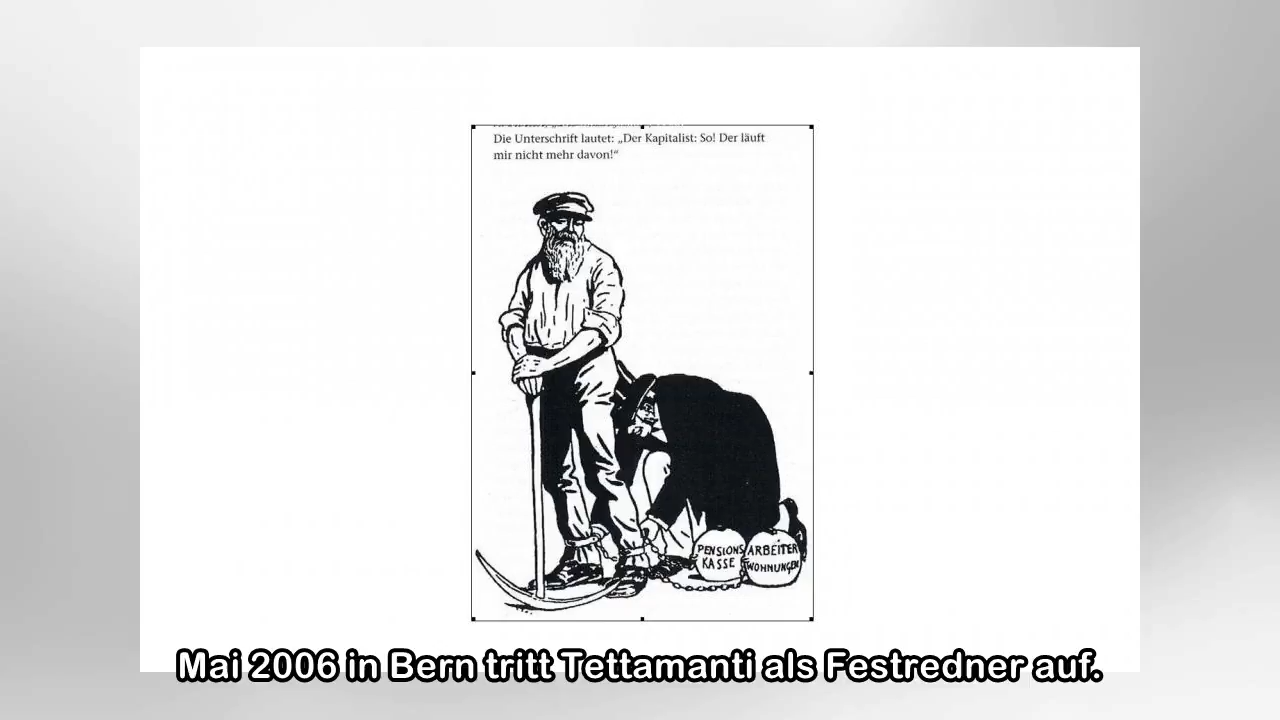 Die Unterschrift lautet: „Der Kapitalist: So! Der läuft
mir nicht mehr davon!“
PENSIONS ARBEITER
KASSE WOHNUNGEN
Mai 2006 in Bern tritt Tettamanti als Festredner auf.